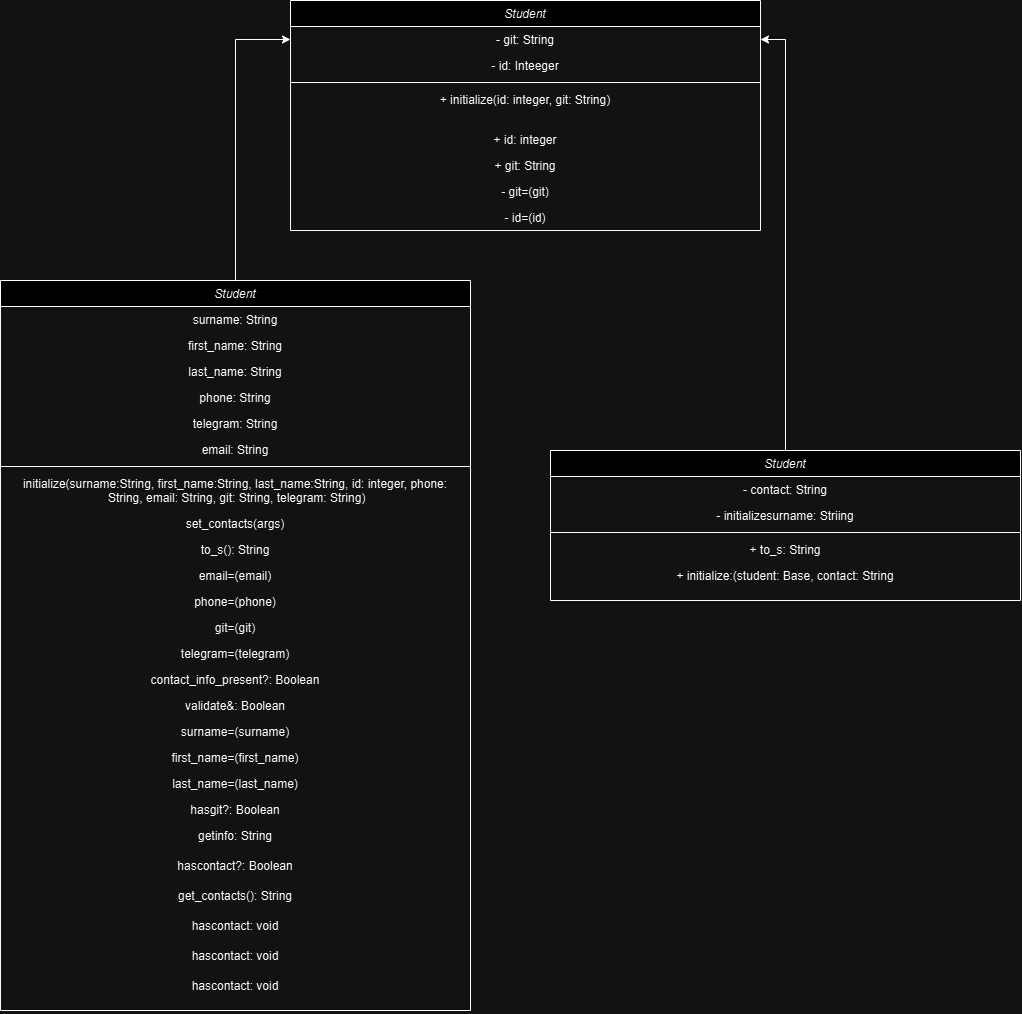 Student
- git: String
- id: Inteeger
+ initialize(id: integer, git: String)
+ id: integer
+ git: String
- git=(git)
- id=(id)
Student
surname: String
first_name: String
last_name: String
phone: String
telegram: String
email: String
initialize(surname:String, first_name:String, last_name:String, id: integer, phone:
String, email: String, git: String, telegram: String)
set_contacts(args)
to_s(): String
email=(email)
phone=(phone)
git=(git)
telegram=(telegram)
contact_info_present?: Boolean
validate&: Boolean
surname=(surname)
first_name=(first_name)
last_name=(last_name)
hasgit?: Boolean
getinfo: String
hascontact?: Boolean
get_contacts(): String
hascontact: void
hascontact: void
hascontact: void
Student
- contact: String
- initializesurname: Striing
+ to_s: String
+ initialize:(student: Base, contact: String